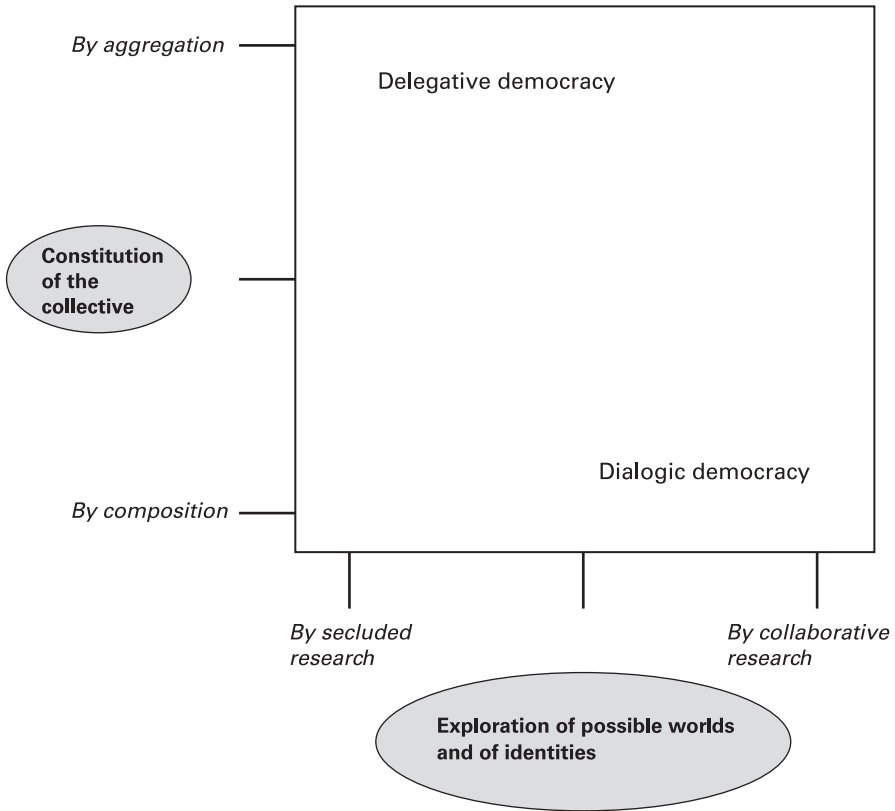 By aggregation
Delegative democracy
Constitution
of the
collective
Dialogic democracy
By composition
By secluded
research
By collaborative
research
Exploration of possible worlds
and of identities